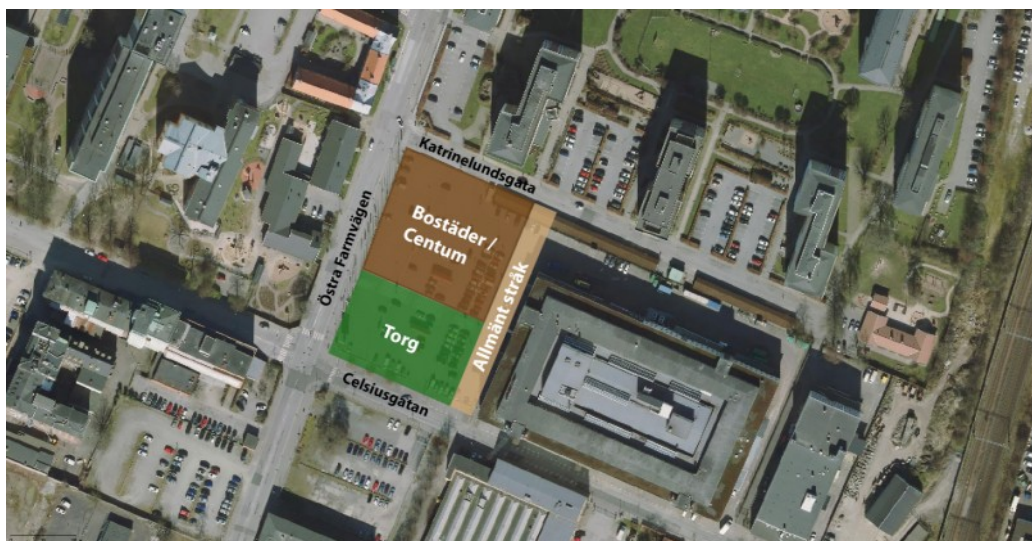 Katrinelundsgata
Bostäder /
Centum
Östra Farmvägen
Allmänt stråk
Torg
Celsiusgatan